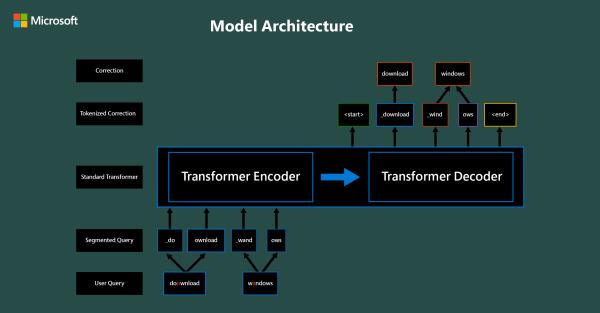 Microsoft
Model Architecture
Correction
download
windows
Tokenized Correction
<start>
_download
_wind
ows
<end>
Standard Transformer
Transformer Encoder
Transformer Decoder
Segmented Query
_do
ownload
_wand
ows
User Query
doownload
wandows